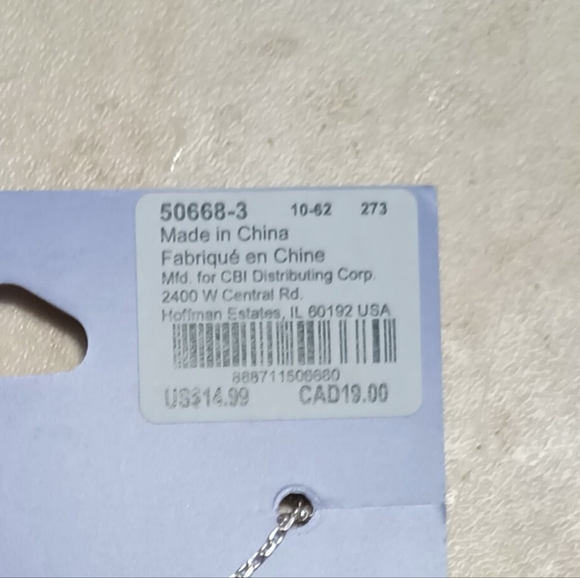 50668-3 10-62 273
Made in China
Fabriqué en Chine
Mfd. for CBI Distributing Corp.
2400 W Central Rd.
Hoffman Estates, IL 60192 USA
888711506680
US$14.99 CAD19.00